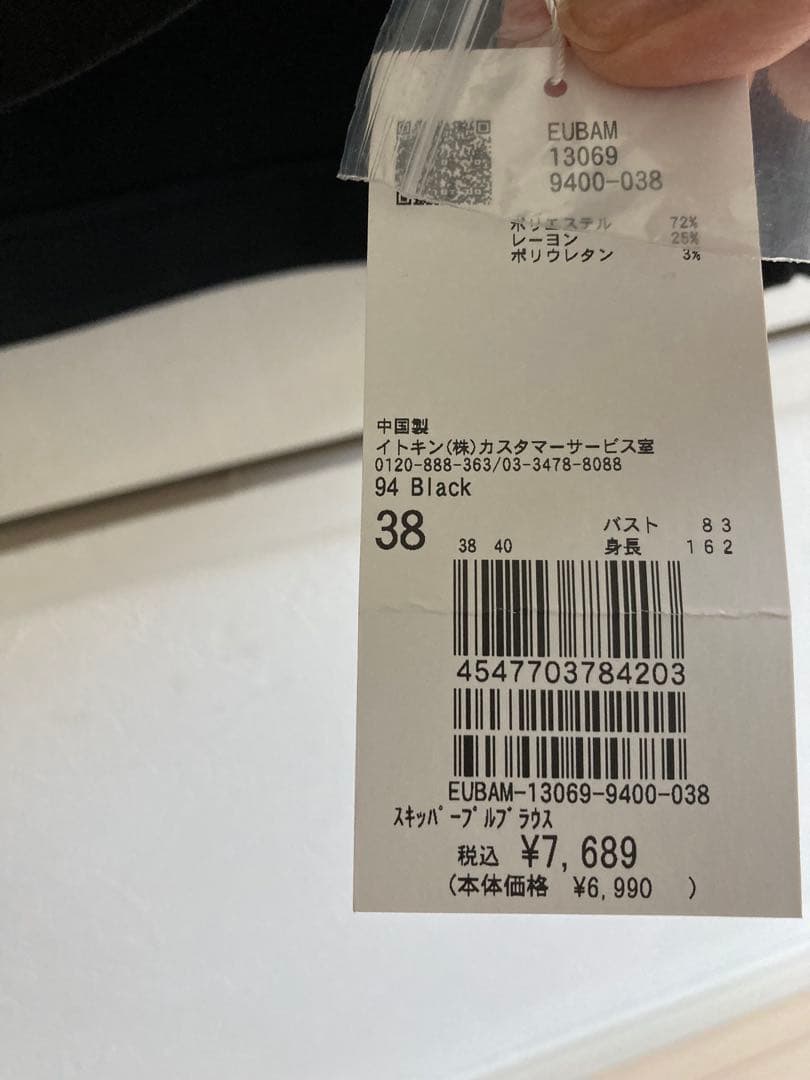 EUBAM
13069
9400-038
ポリエステル 72%
レーヨン 25%
ポリウレタン 3%
中国製
イトキン(株)カスタマーサービス室
0120-888-363/03-3478-8088
94 Black
38 38 40 バスト 83
身長 162
4547703784203
EUBAM-13069-9400-038
ｽｷｯﾊﾟｰﾌﾟﾙﾌﾞﾗｳｽ
税込 ¥7,689
(本体価格 ¥6,990 )